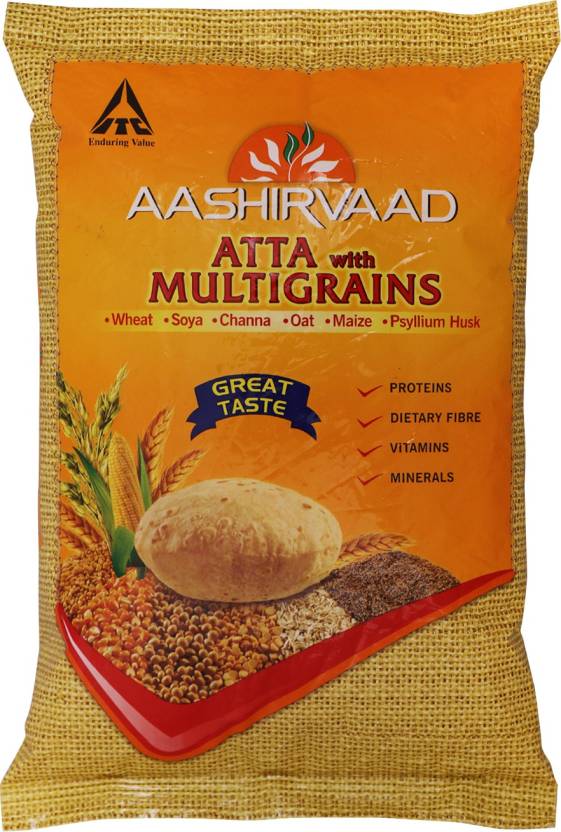 ITC
Enduring Value
AASHIRVAAD
ATTA with
MULTIGRAINS
•Wheat •Soya •Channa •Oat •Maize •Psyllium Husk
GREAT
TASTE
PROTEINS
DIETARY FIBRE
ViTAMINS
MINERALS